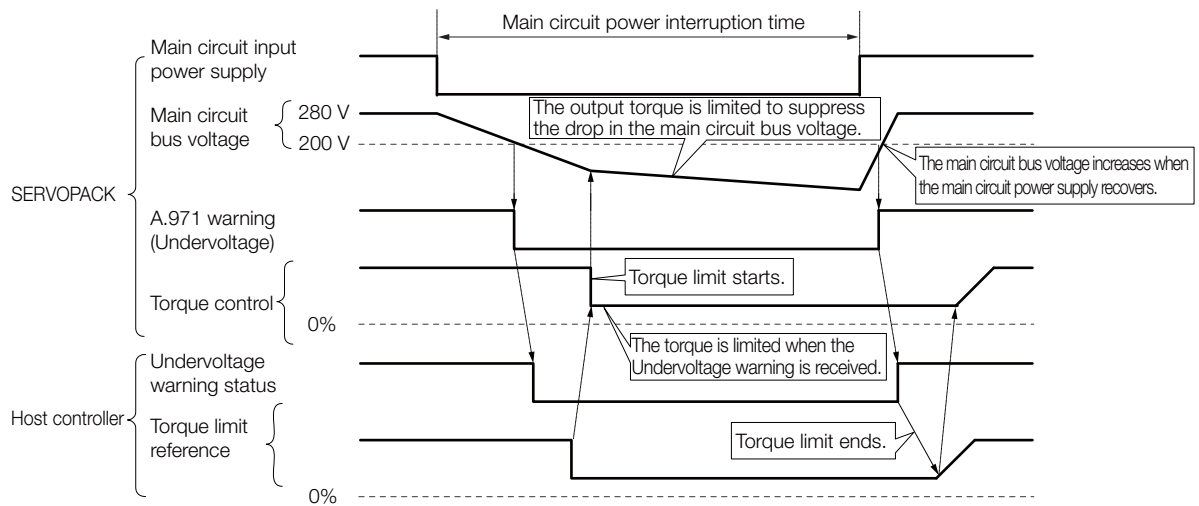 Main circuit power interruption time
Main circuit input
power supply
Main circuit
bus voltage
280 V
200 V
The output torque is limited to suppress
the drop in the main circuit bus voltage.
The main circuit bus voltage increases when
the main circuit power supply recovers.
SERVOPACK
A.971 warning
(Undervoltage)
Torque limit starts.
Torque control
0%
The torque is limited when the
Undervoltage warning is received.
Undervoltage
warning status
Host controller
Torque limit
reference
Torque limit ends.
0%